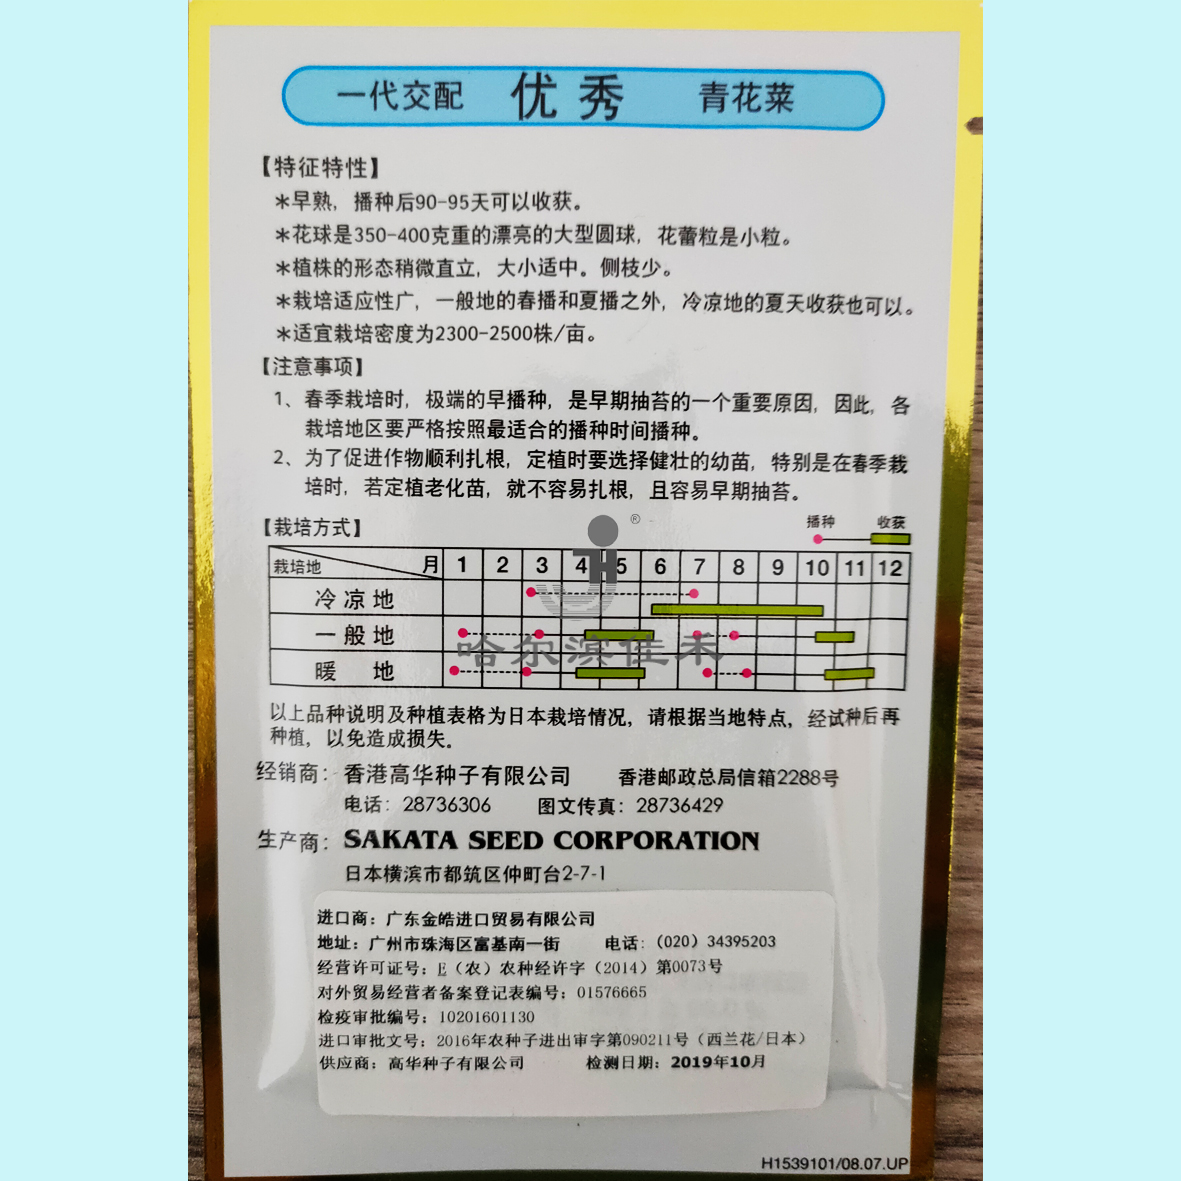 一代交配 优秀 青花菜
【特征特性】
*早熟，播种后90-95天可以收获。
*花球是350-400克重的漂亮的大型圆球，花蕾粒是小粒。
*植株的形态稍微直立，大小适中。侧枝少。
*栽培适应性广，一般地的春播和夏播之外，冷凉地的夏天收获也可以。
*适宜栽培密度为2300-2500株/亩。
【注意事项】
1、春季栽培时，极端的早播种，是早期抽苔的一个重要原因，因此，各
栽培地区要严格按照最适合的播种时间播种。
2、为了促进作物顺利扎根，定植时要选择健壮的幼苗，特别是在春季栽
培时，若定植老化苗，就不容易扎根，且容易早期抽苔。
【栽培方式】
播种 收获
栽培地 月 1 2 3 4 5 6 7 8 9 10 11 12
冷凉地
一般地
暖 地
®
JH
哈尔滨佳禾
以上品种说明及种植表格为日本栽培情况，请根据当地特点，经试种后再
种植，以免造成损失。
经销商：香港高华种子有限公司 香港邮政总局信箱2288号
电话：28736306 图文传真：28736429
生产商：SAKATA SEED CORPORATION
日本横滨市都筑区仲町台2-7-1
进口商：广东金皓进口贸易有限公司
地址：广州市珠海区富基南一街 电话：（020）34395203
经营许可证号：E（农）农种经许字（2014）第0073号
对外贸易经营者备案登记表编号：01576665
检疫审批编号：10201601130
进口审批文号：2016年农种子进出审字第090211号（西兰花/日本）
供应商：高华种子有限公司 检测日期：2019年10月
H1539101/08.07.UP